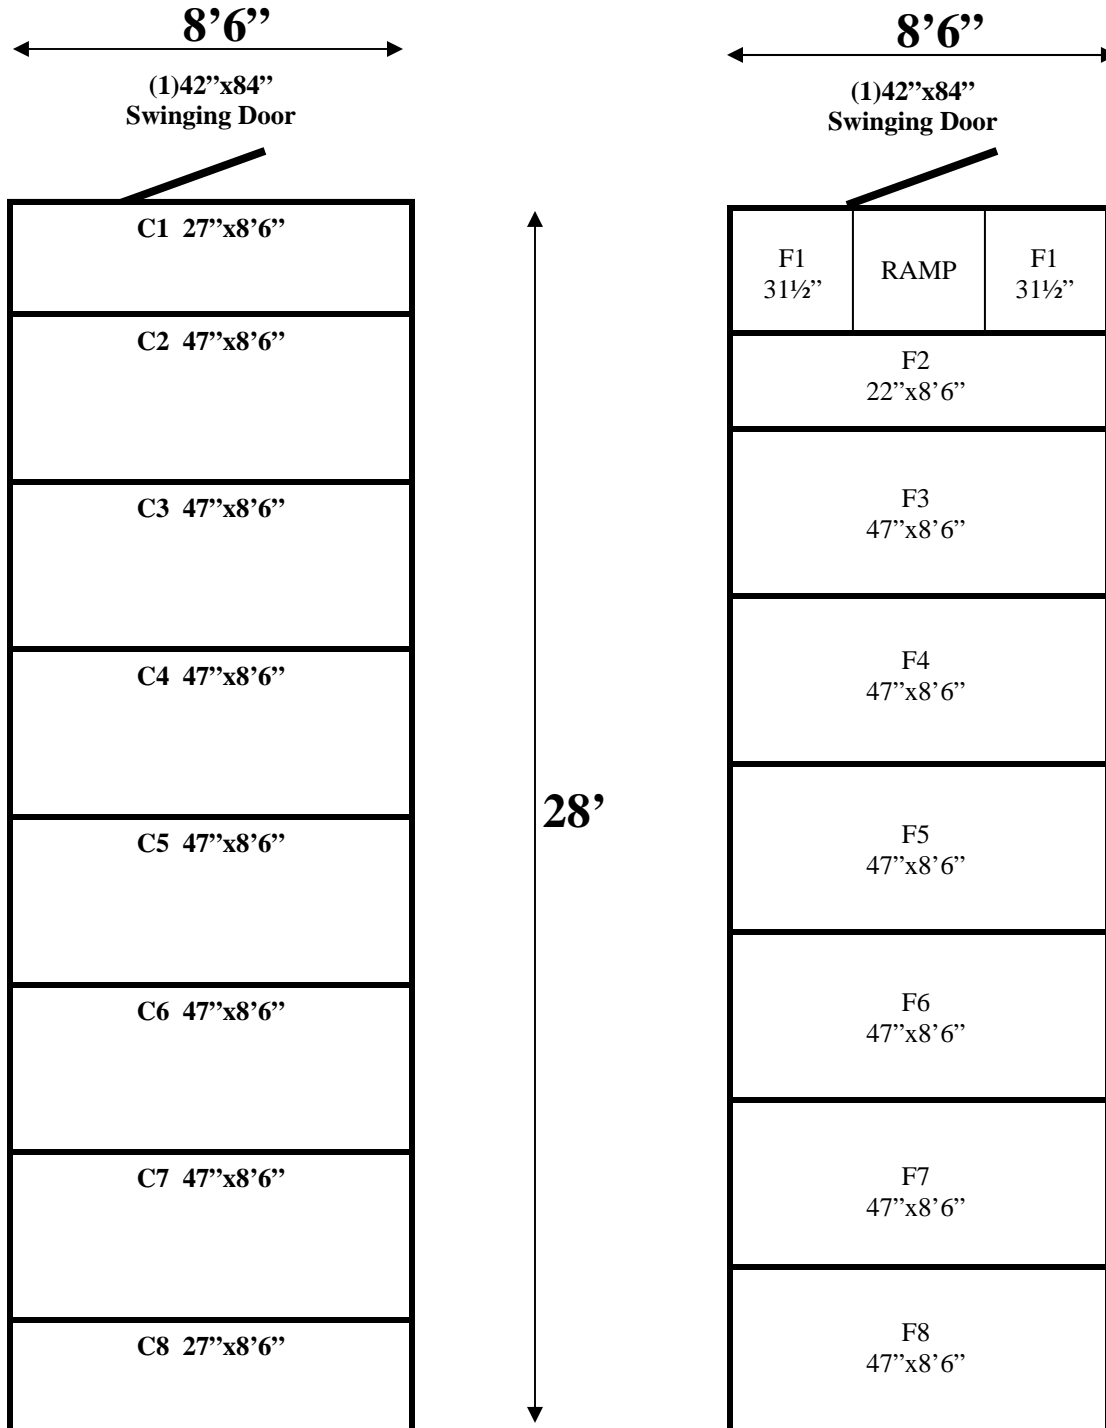 8’6”
(1)42”x84”
Swinging Door
C1 27”x8’6”
C2 47”x8’6”
C3 47”x8’6”
C4 47”x8’6”
C5 47”x8’6”
C6 47”x8’6”
C7 47”x8’6”
C8 27”x8’6”
28’
8’6”
(1)42”x84”
Swinging Door
F1
31½”
RAMP
F1
31½”
F2
22”x8’6”
F3
47”x8’6”
F4
47”x8’6”
F5
47”x8’6”
F6
47”x8’6”
F7
47”x8’6”
F8
47”x8’6”